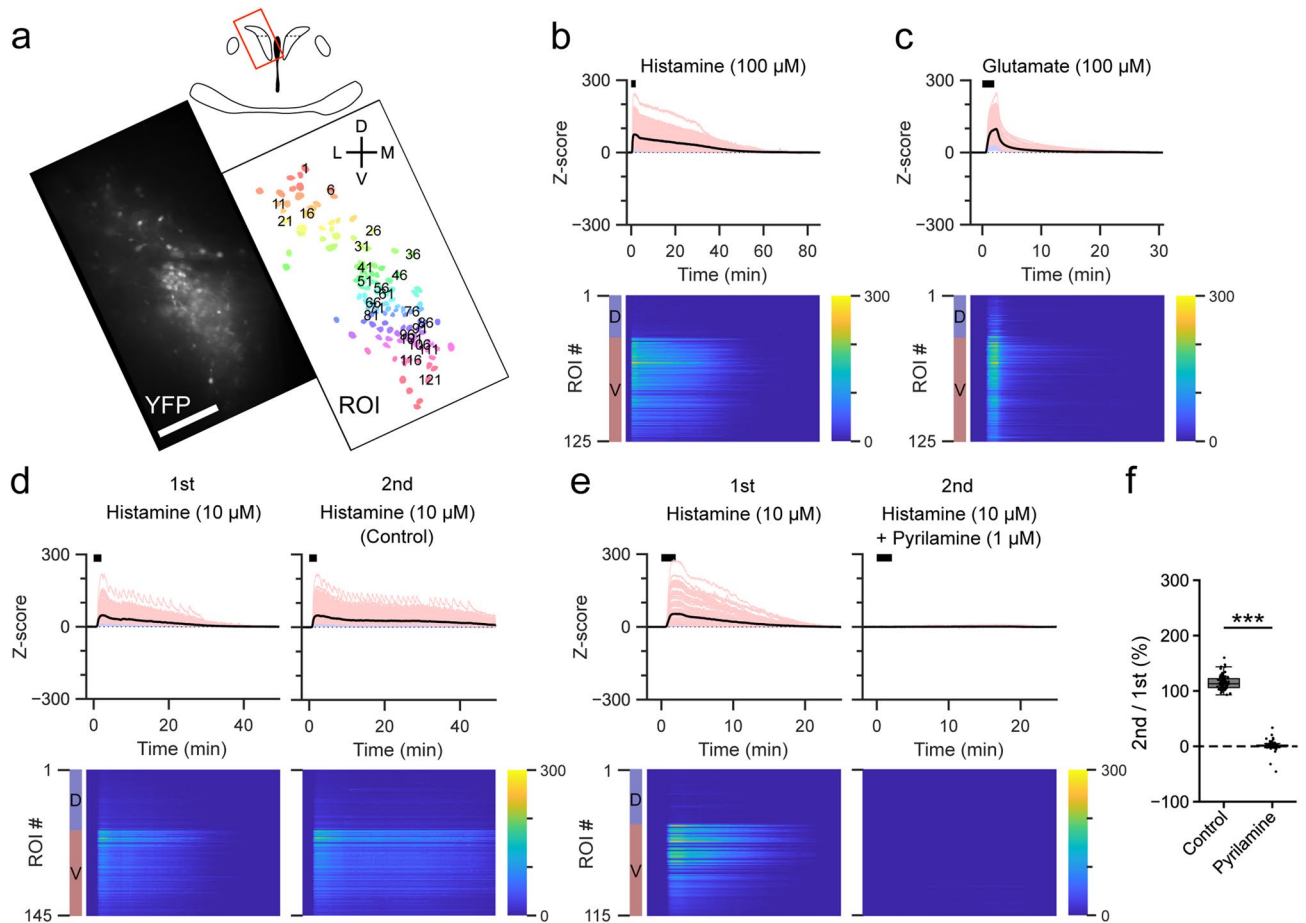 a
D
L
M
V
1
6
11
16
21
26
31
36
41
46
51
56
61
66
71
76
81
86
91
96
101
106
111
116
121
YFP
ROI
b
Histamine (100 µM)
300
0
−300
Z-score
0 20 40 60 80
Time (min)
1
D
V
125
ROI #
300
0
c
Glutamate (100 µM)
300
0
−300
Z-score
0 10 20 30
Time (min)
1
D
V
125
ROI #
300
0
d
1st
Histamine (10 µM)
2nd
Histamine (10 µM)
(Control)
300
0
−300
Z-score
0 20 40
Time (min)
0 20 40
Time (min)
1
D
V
145
ROI #
300
0
e
1st
Histamine (10 µM)
2nd
Histamine (10 µM)
+ Pyrilamine (1 µM)
300
0
−300
Z-score
0 10 20
Time (min)
0 10 20
Time (min)
1
D
V
115
ROI #
300
0
f
300
200
100
0
−100
2nd / 1st (%)
***
Control
Pyrilamine